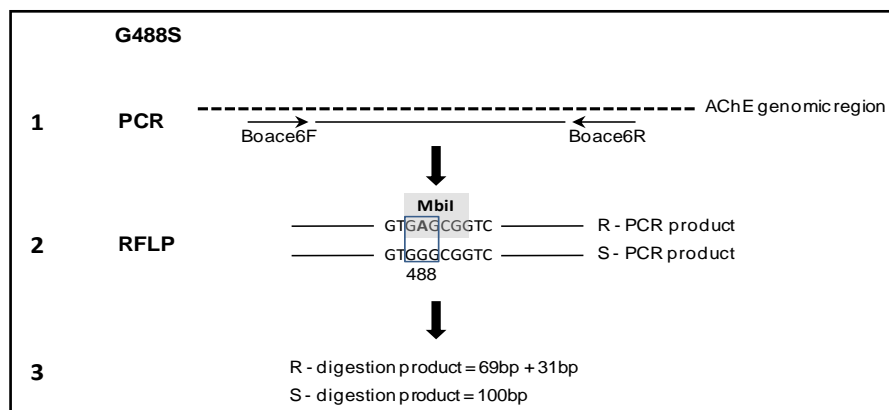 G488S
AChE genomic region
1 PCR
Boace6F Boace6R
MbiI
GTGAGCGGTC R - PCR product
2 RFLP
GTGGGCGGTC S - PCR product
488
R - digestion product = 69bp + 31bp
3
S - digestion product = 100bp